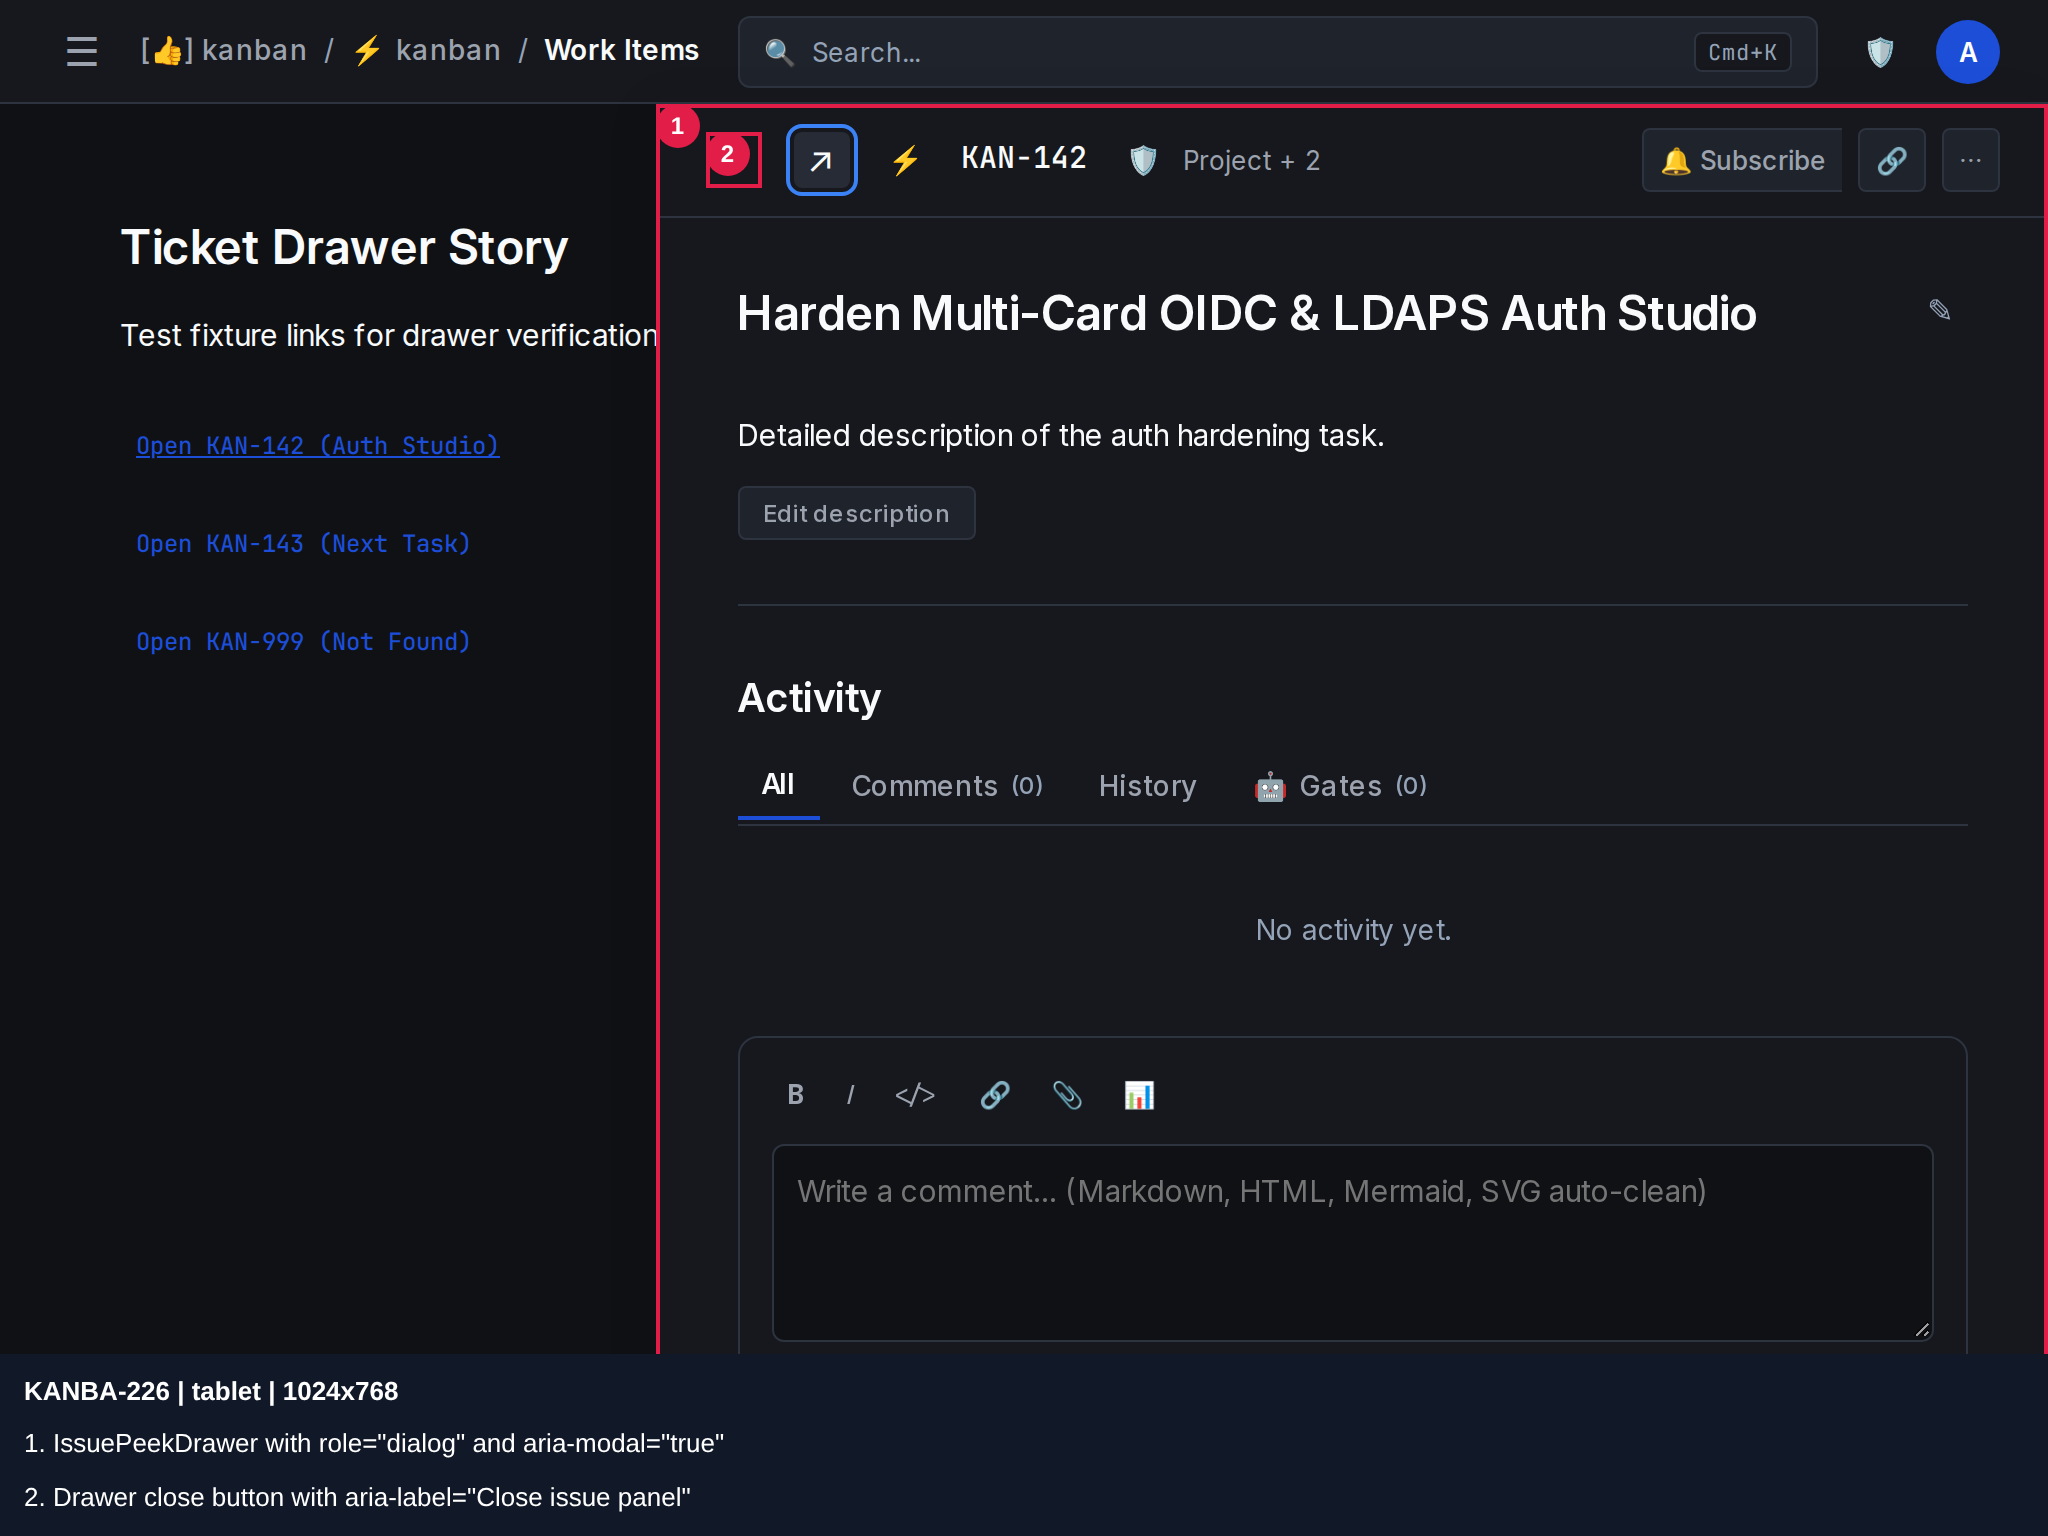 [👍] kanban / ⚡ kanban / Work Items
Search...
Cmd+K
A
1
2
KAN-142
Project + 2
Subscribe
...
Ticket Drawer Story
Test fixture links for drawer verification
Open KAN-142 (Auth Studio)
Open KAN-143 (Next Task)
Open KAN-999 (Not Found)
Harden Multi-Card OIDC & LDAPS Auth Studio
Detailed description of the auth hardening task.
Edit description
Activity
All Comments (0) History Gates (0)
No activity yet.
B I </>
Write a comment... (Markdown, HTML, Mermaid, SVG auto-clean)
KANBA-226 | tablet | 1024x768
1. IssuePeekDrawer with role="dialog" and aria-modal="true"
2. Drawer close button with aria-label="Close issue panel"